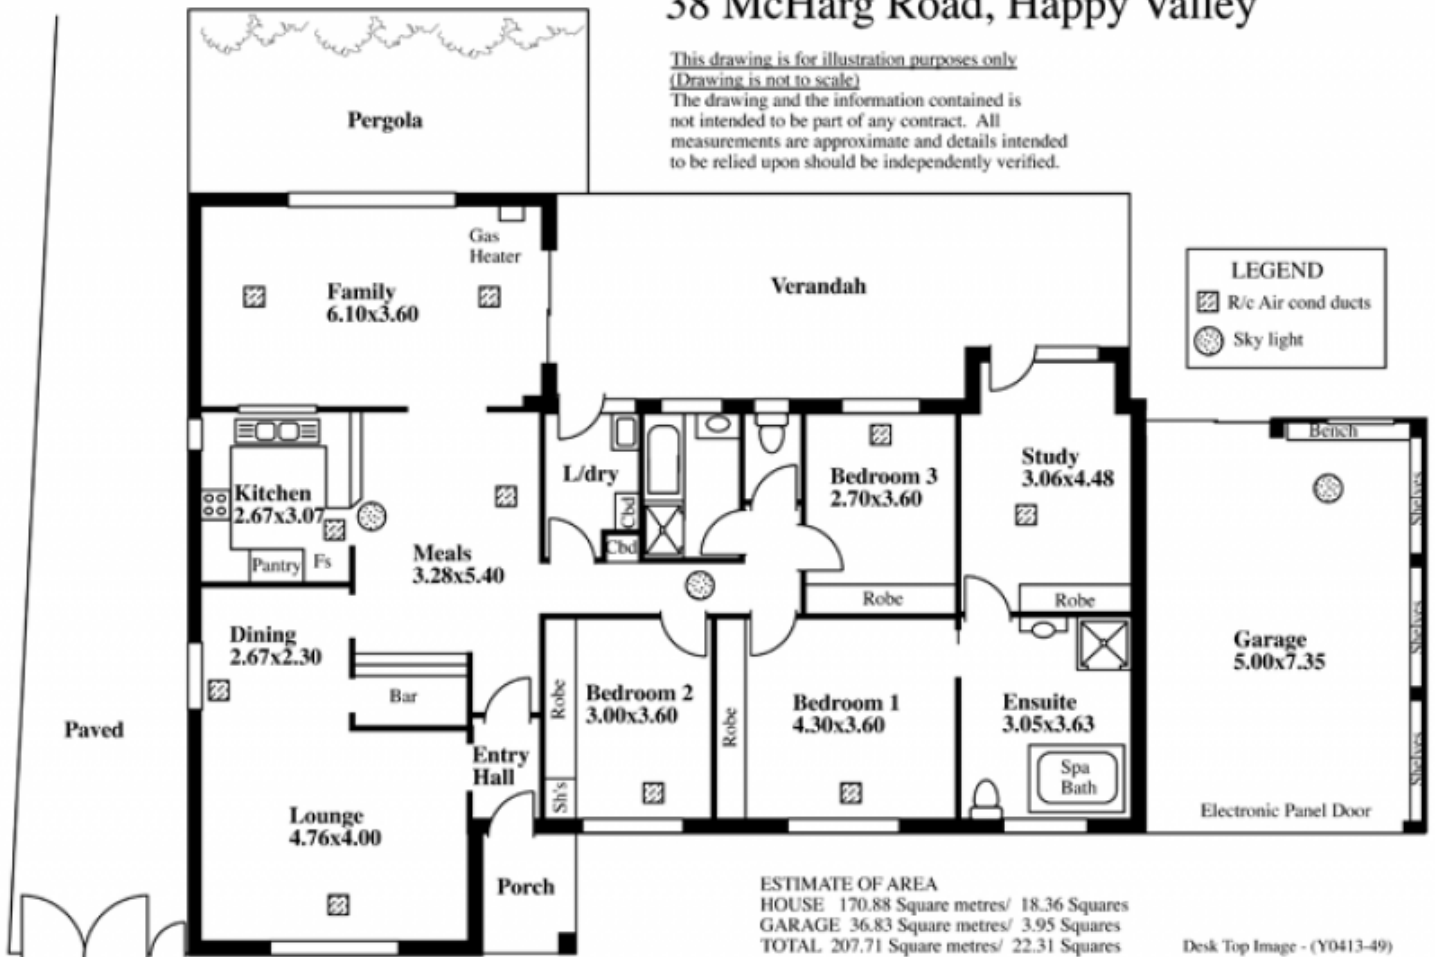 38 McHarg Road, Happy Valley
This drawing is for illustration purposes only
(Drawing is not to scale)
The drawing and the information contained is
not intended to be part of any contract. All
measurements are approximate and details intended
to be relied upon should be independently verified.
Pergola
Gas
Heater
Family
6.10x3.60
Verandah
LEGEND
R/c Air cond ducts
Sky light
Bench
Kitchen
2.67x3.07
Pantry
Fs
Meals
3.28x5.40
L/dry
Cbd
Cbd
Bedroom 3
2.70x3.60
Robe
Study
3.06x4.48
Robe
Shelves
Shelves
Shelves
Garage
5.00x7.35
Electronic Panel Door
Dining
2.67x2.30
Bar
Paved
Entry
Hall
Robe
Sh's
Bedroom 2
3.00x3.60
Robe
Bedroom 1
4.30x3.60
Ensuite
3.05x3.63
Spa
Bath
Lounge
4.76x4.00
Porch
ESTIMATE OF AREA
HOUSE 170.88 Square metres/ 18.36 Squares
GARAGE 36.83 Square metres/ 3.95 Squares
TOTAL 207.71 Square metres/ 22.31 Squares
Desk Top Image - (Y0413-49)